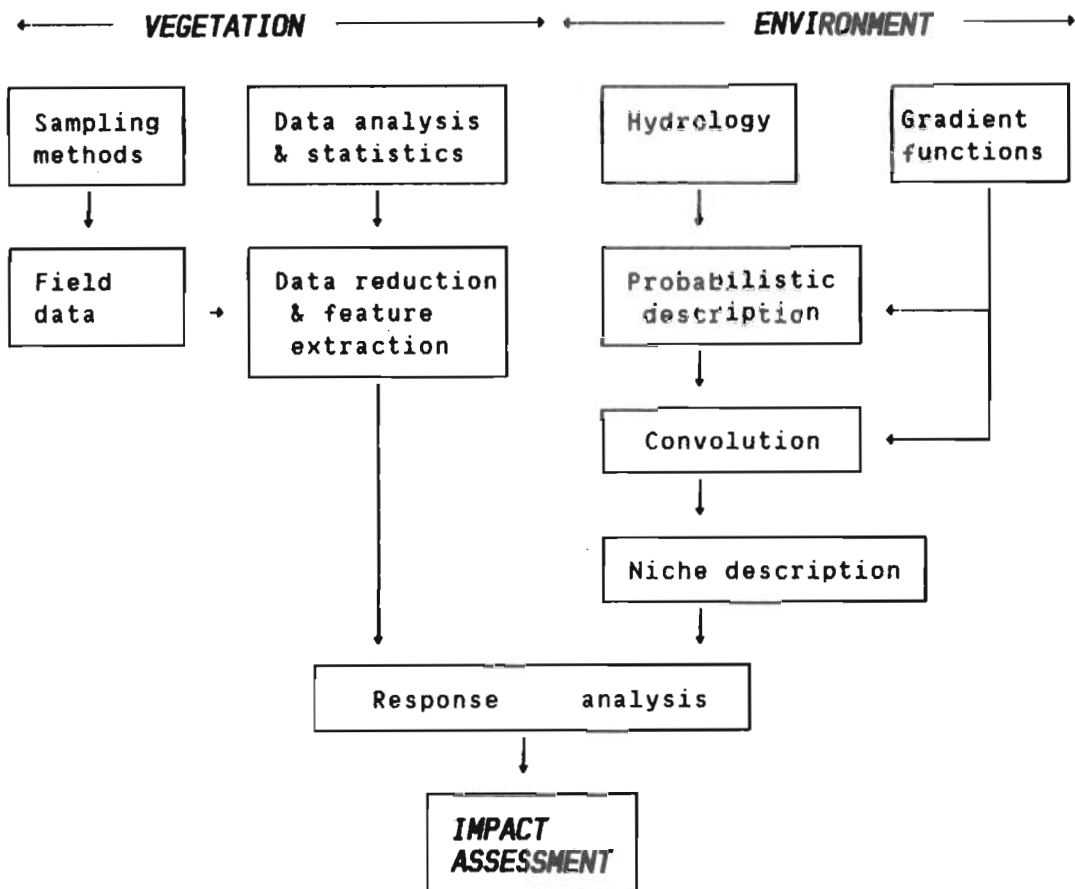 VEGETATION
ENVIRONMENT
Sampling
methods
Data analysis
& statistics
Hydrology
Gradient
functions
Field
data
Data reduction
& feature
extraction
Probabilistic
description
Convolution
Niche description
Response analysis
IMPACT
ASSESSMENT